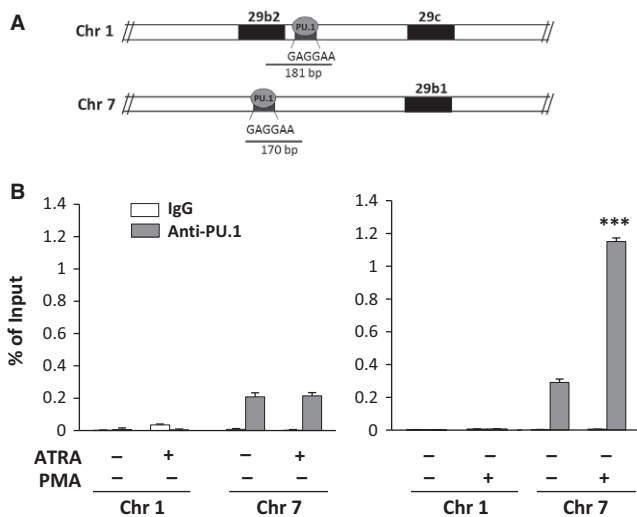 A
29b2
PU.1
29c
Chr 1
GAGGAA
181 bp
29b1
PU.1
Chr 7
GAGGAA
170 bp
B
IgG
Anti-PU.1
% of Input
1.4
1.2
1
0.8
0.6
0.4
0.2
0
1.4
1.2
1
0.8
0.6
0.4
0.2
0
***
ATRA – + – + – – – –
PMA – – – – – + – +
Chr 1 Chr 7 Chr 1 Chr 7